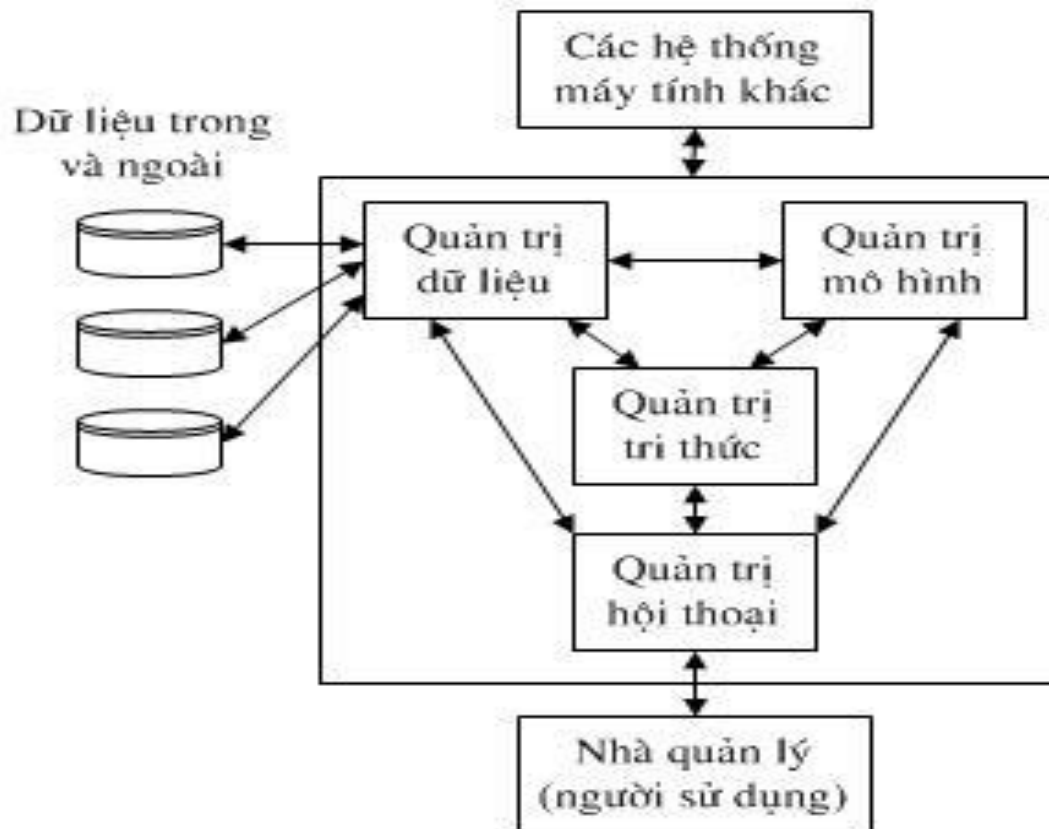 Các hệ thống
máy tính khác
Dữ liệu trong
và ngoài
Quản trị
dữ liệu
Quản trị
mô hình
Quản trị
tri thức
Quản trị
hội thoại
Nhà quản lý
(người sử dụng)